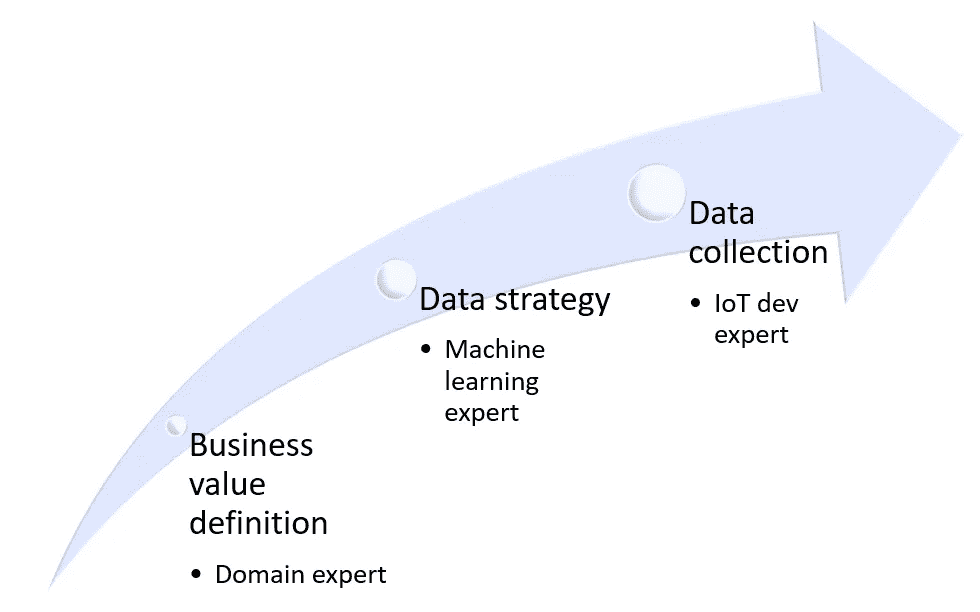 Business
value
definition
• Domain expert
Data strategy
• Machine
learning
expert
Data
collection
• IoT dev
expert